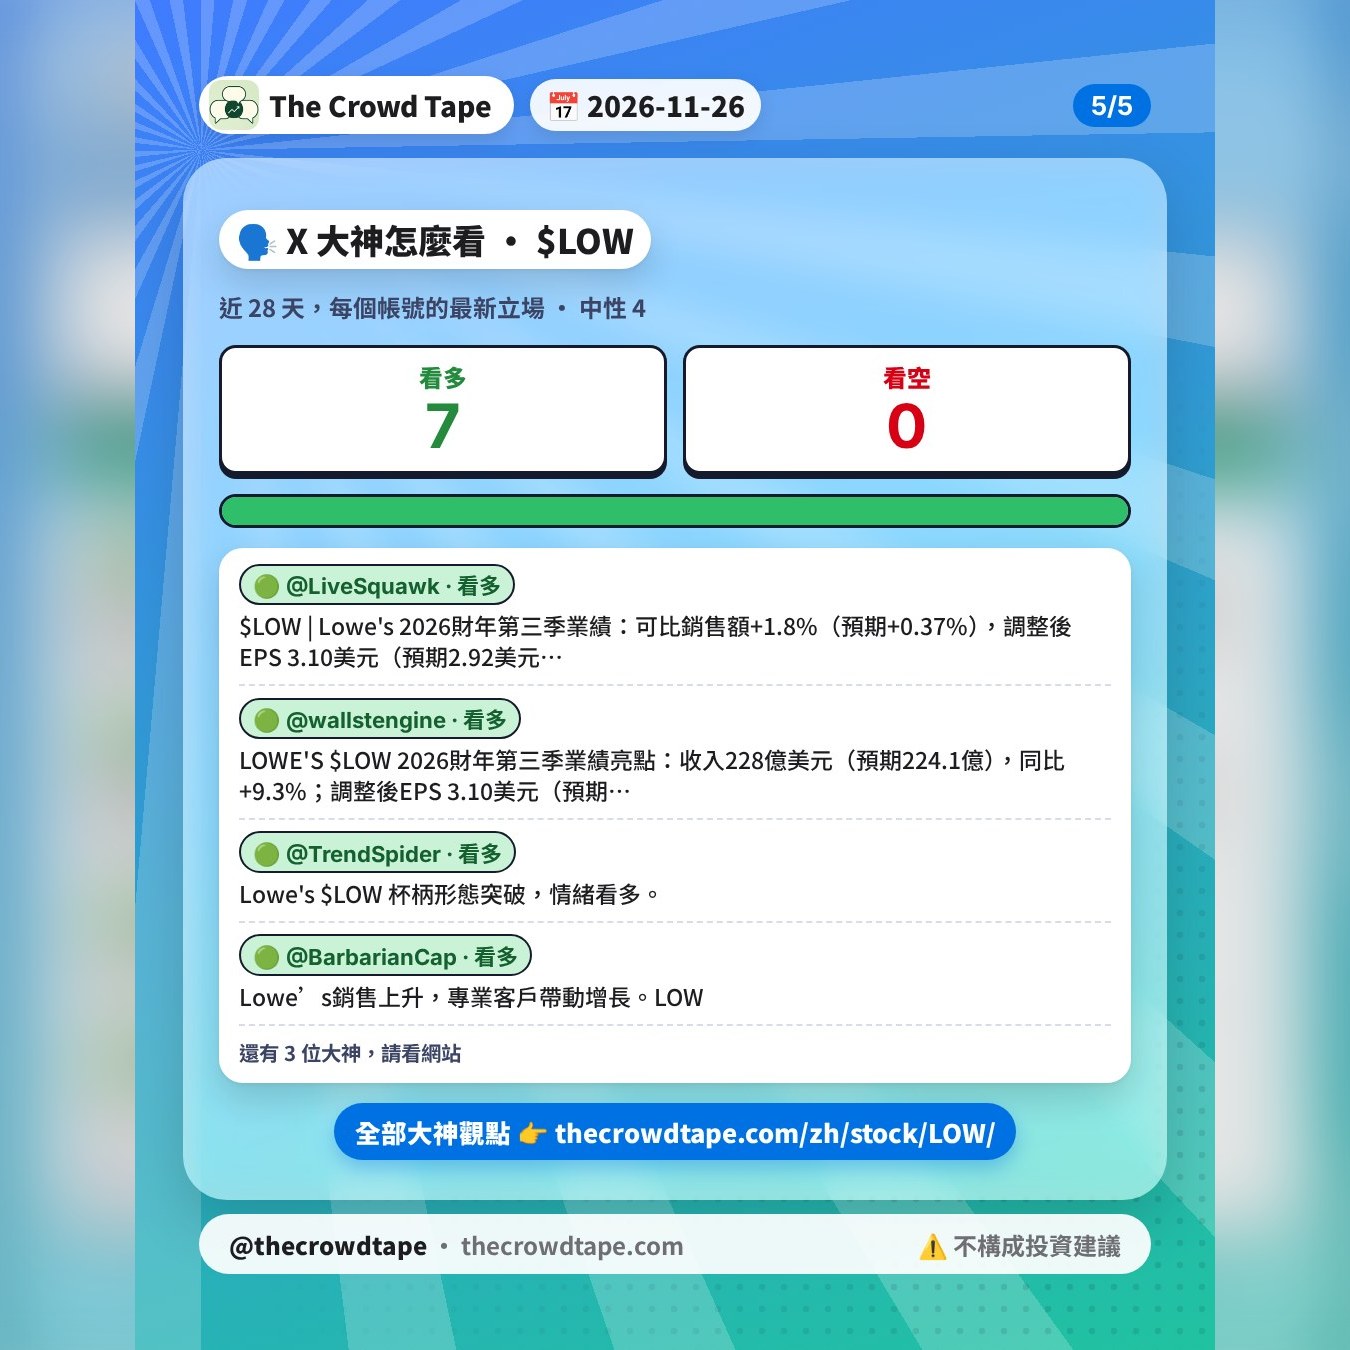 The Crowd Tape
📅 2026-11-26
5/5
🗣️ X 大神怎麼看 · $LOW
近 28 天，每個帳號的最新立場 · 中性 4
看多
7
看空
0
🟢 @LiveSquawk · 看多
$LOW | Lowe's 2026財年第三季業績：可比銷售額+1.8%（預期+0.37%），調整後
EPS 3.10美元（預期2.92美元…
🟢 @wallstengine · 看多
LOWE'S $LOW 2026財年第三季業績亮點：收入228億美元（預期224.1億），同比
+9.3%；調整後EPS 3.10美元（預期…
🟢 @TrendSpider · 看多
Lowe's $LOW 杯柄形態突破，情緒看多。
🟢 @BarbarianCap · 看多
Lowe’s銷售上升，專業客戶帶動增長。LOW
還有 3 位大神，請看網站
全部大神觀點 👉 thecrowdtape.com/zh/stock/LOW/
@thecrowdtape · thecrowdtape.com
⚠️ 不構成投資建議